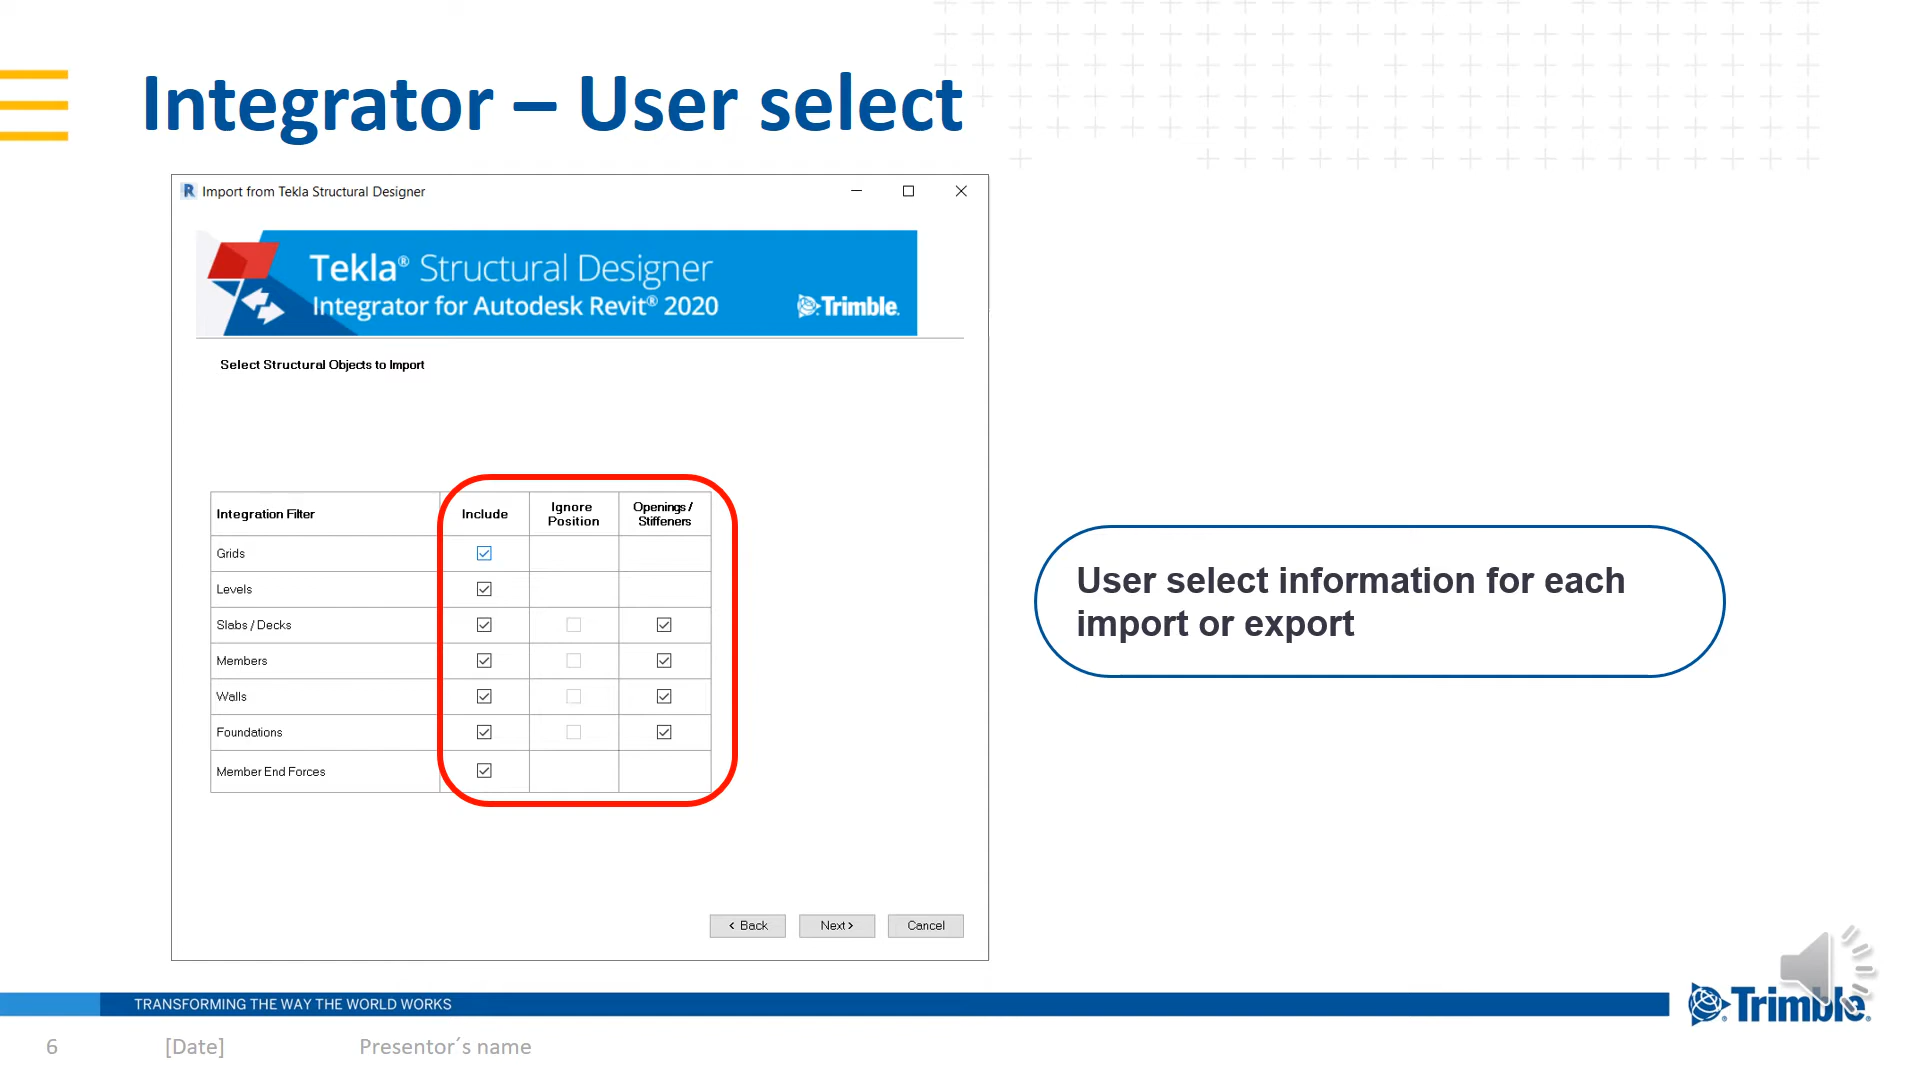 Integrator – User select
R Import from Tekla Structural Designer
Tekla® Structural Designer
Integrator for Autodesk Revit® 2020
Trimble.
Select Structural Objects to Import
Integration Filter Include Ignore Position Openings / Stiffeners
Grids
Levels
Slabs / Decks
Members
Walls
Foundations
Member End Forces
< Back Next > Cancel
User select information for each
import or export
TRANSFORMING THE WAY THE WORLD WORKS
Trimble®
6 [Date] Presentor´s name